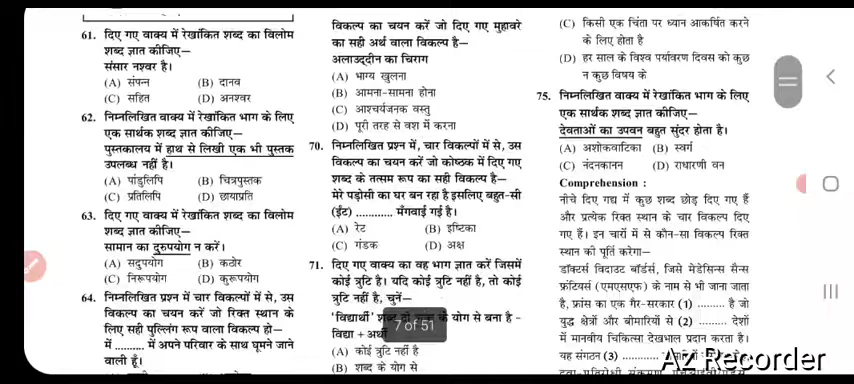 61. दिए गए वाक्य में रेखांकित शब्द का विलोम
शब्द ज्ञात कीजिए—
संसार नश्वर है।
(A) संपन्न (B) दानव
(C) सहित (D) अनश्वर
62. निम्नलिखित वाक्य में रेखांकित भाग के लिए
एक सार्थक शब्द ज्ञात कीजिए—
पुस्तकालय में हाथ से लिखी एक भी पुस्तक
उपलब्ध नहीं है।
(A) पांडुलिपि (B) चित्रपुस्तक
(C) प्रतिलिपि (D) छायाप्रति
63. दिए गए वाक्य में रेखांकित शब्द का विलोम
शब्द ज्ञात कीजिए—
सामान का दुरुपयोग न करें।
(A) सदुपयोग (B) कठोर
(C) निरूपयोग (D) कुरूपयोग
64. निम्नलिखित प्रश्न में चार विकल्पों में से, उस
विकल्प का चयन करें जो रिक्त स्थान के
लिए सही पुल्लिंग रूप वाला विकल्प हो—
में .......... में अपने परिवार के साथ घूमने जाने
वाली हूँ।
विकल्प का चयन करें जो दिए गए मुहावरे
का सही अर्थ वाला विकल्प है—
अलाउद्दीन का चिराग
(A) भाग्य खुलना
(B) आमना-सामना होना
(C) आश्चर्यजनक वस्तु
(D) पूरी तरह से वश में करना
70. निम्नलिखित प्रश्न में, चार विकल्पों में से, उस
विकल्प का चयन करें जो कोष्ठक में दिए गए
शब्द के तत्सम रूप का सही विकल्प है—
मेरे पड़ोसी का घर बन रहा है इसलिए बहुत-सी
(ईंट) ............ मँगवाई गई है।
(A) रेट (B) इष्टिका
(C) गंडक (D) अक्ष
71. दिए गए वाक्य का वह भाग ज्ञात करें जिसमें
कोई त्रुटि है। यदि कोई त्रुटि नहीं है, तो कोई
त्रुटि नहीं है, चुनें—
'विद्यार्थी' के योग से बना है -
विद्या + अर्थी
(A) कोई त्रुटि नहीं है
(B) शब्द के योग से
7 of 51
(C) किसी एक चिंता पर ध्यान आकर्षित करने
के लिए होता है
(D) हर साल के विश्व पर्यावरण दिवस को कुछ
न कुछ विषय के
75. निम्नलिखित वाक्य में रेखांकित भाग के लिए
एक सार्थक शब्द ज्ञात कीजिए—
देवताओं का उपवन बहुत सुंदर होता है।
(A) अशोकवाटिका (B) स्वर्ग
(C) नंदनकानन (D) राधारणी वन
Comprehension :
नीचे दिए गद्य में कुछ शब्द छोड़ दिए गए हैं
और प्रत्येक रिक्त स्थान के चार विकल्प दिए
गए हैं। इन चारों में से कौन-सा विकल्प रिक्त
स्थान की पूर्ति करेगा—
डॉक्टर्स विदाउट बॉर्डर्स, जिसे मेडेसिन्स सैन्स
फ्रंटियर्स (एमएसएफ) के नाम से भी जाना जाता
है, फ्रांस का एक गैर-सरकार (1) ......... है जो
युद्ध क्षेत्रों और बीमारियों से (2) ......... देशों
में मानवीय चिकित्सा देखभाल प्रदान करता है।
यह संगठन (3) ............
AZ Recorder